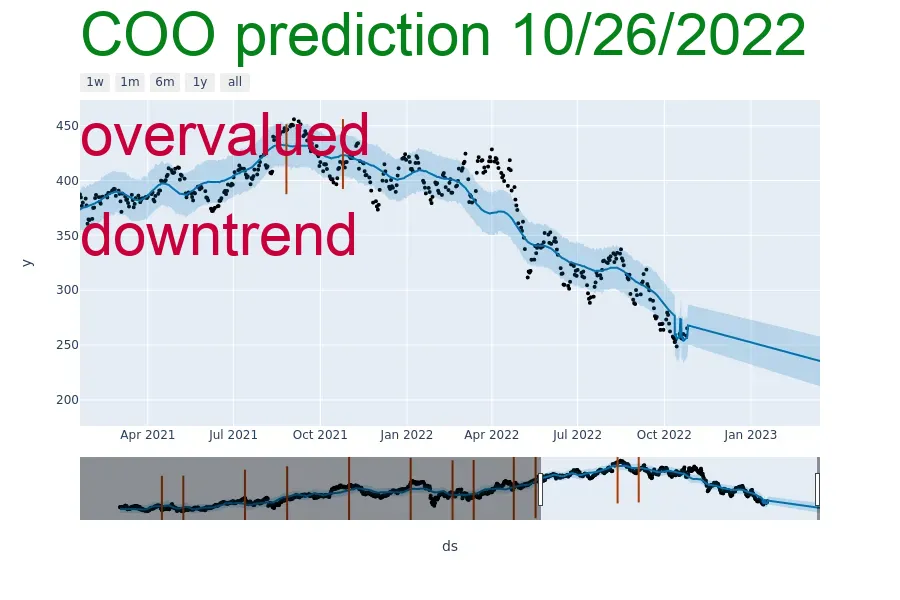 COO prediction 10/26/2022
1w 1m 6m 1y all
overvalued
downtrend
450
400
350
300
250
200
y
Apr 2021 Jul 2021 Oct 2021 Jan 2022 Apr 2022 Jul 2022 Oct 2022 Jan 2023
ds